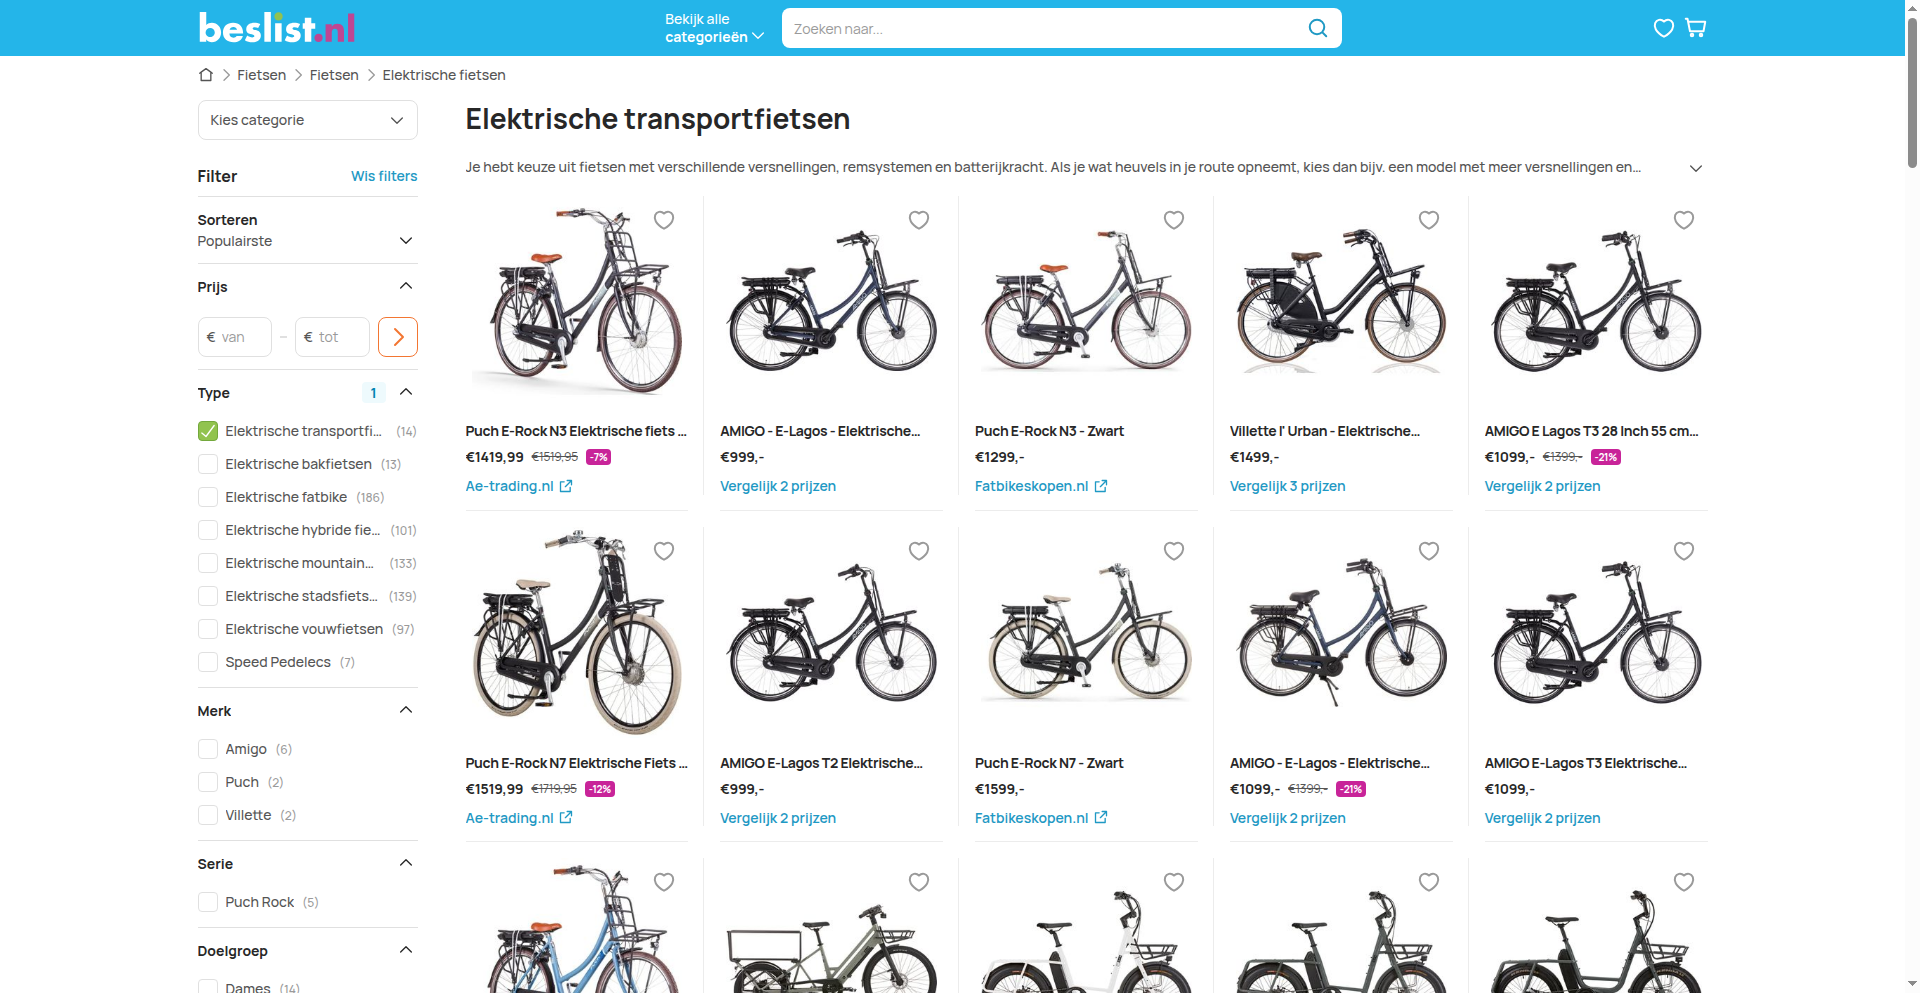 beslist.nl
Bekijk alle
categorieën
Zoeken naar...
Fietsen
Fietsen
Elektrische fietsen
Kies categorie
Filter
Wis filters
Sorteren
Populairste
Prijs
€ van
–
€ tot
Type
1
Elektrische transportfi... (14)
Elektrische bakfietsen (13)
Elektrische fatbike (186)
Elektrische hybride fie... (101)
Elektrische mountain... (133)
Elektrische stadsfiets... (139)
Elektrische vouwfietsen (97)
Speed Pedelecs (7)
Merk
Amigo (6)
Puch (2)
Villette (2)
Serie
Puch Rock (5)
Doelgroep
Dames (14)
Elektrische transportfietsen
Je hebt keuze uit fietsen met verschillende versnellingen, remsystemen en batterijkracht. Als je wat heuvels in je route opneemt, kies dan bijv. een model met meer versnellingen en...
Puch E-Rock N3 Elektrische fiets ...
€1419,99 €1519,95 -7%
Ae-trading.nl
AMIGO - E-Lagos - Elektrische...
€999,-
Vergelijk 2 prijzen
Puch E-Rock N3 - Zwart
€1299,-
Fatbikeskopen.nl
Villette l' Urban - Elektrische...
€1499,-
Vergelijk 3 prijzen
AMIGO E Lagos T3 28 Inch 55 cm...
€1099,- €1399,- -21%
Vergelijk 2 prijzen
Puch E-Rock N7 Elektrische Fiets ...
€1519,99 €1719,95 -12%
Ae-trading.nl
AMIGO E-Lagos T2 Elektrische...
€999,-
Vergelijk 2 prijzen
Puch E-Rock N7 - Zwart
€1599,-
Fatbikeskopen.nl
AMIGO - E-Lagos - Elektrische...
€1099,- €1399,- -21%
Vergelijk 2 prijzen
AMIGO E-Lagos T3 Elektrische...
€1099,-
Vergelijk 2 prijzen